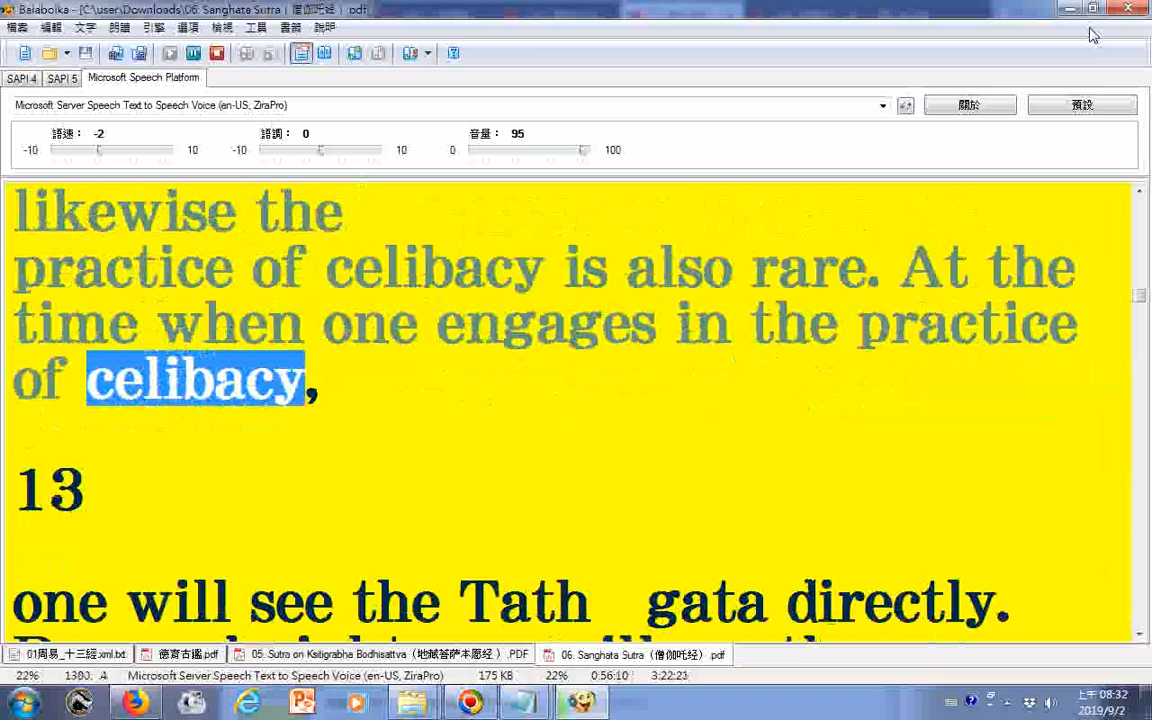 Balabolka - [C:\user\Downloads\06. Sanghata Sutra（僧伽吒经）.pdf]
檔案 編輯 文字 朗讀 引擎 選項 檢視 工具 書籤 說明
SAPI 4 SAPI 5 Microsoft Speech Platform
Microsoft Server Speech Text to Speech Voice (en-US, ZiraPro) 關於 預設
語速： -2 語調： 0 音量： 95
-10 10 -10 10 0 100
likewise the
practice of celibacy is also rare. At the
time when one engages in the practice
of celibacy,
13
one will see the Tath gata directly.
01周易_十三經.xml.txt 德育古鑑.pdf 05. Sutra on Ksitigrabha Bodhisattva（地藏菩萨本愿经）.PDF 06. Sanghata Sutra（僧伽吒经）.pdf
22% Microsoft Server Speech Text to Speech Voice (en-US, ZiraPro) 175 KB 22% 0:56:10 3:22:23
上午 08:32
2019/9/2